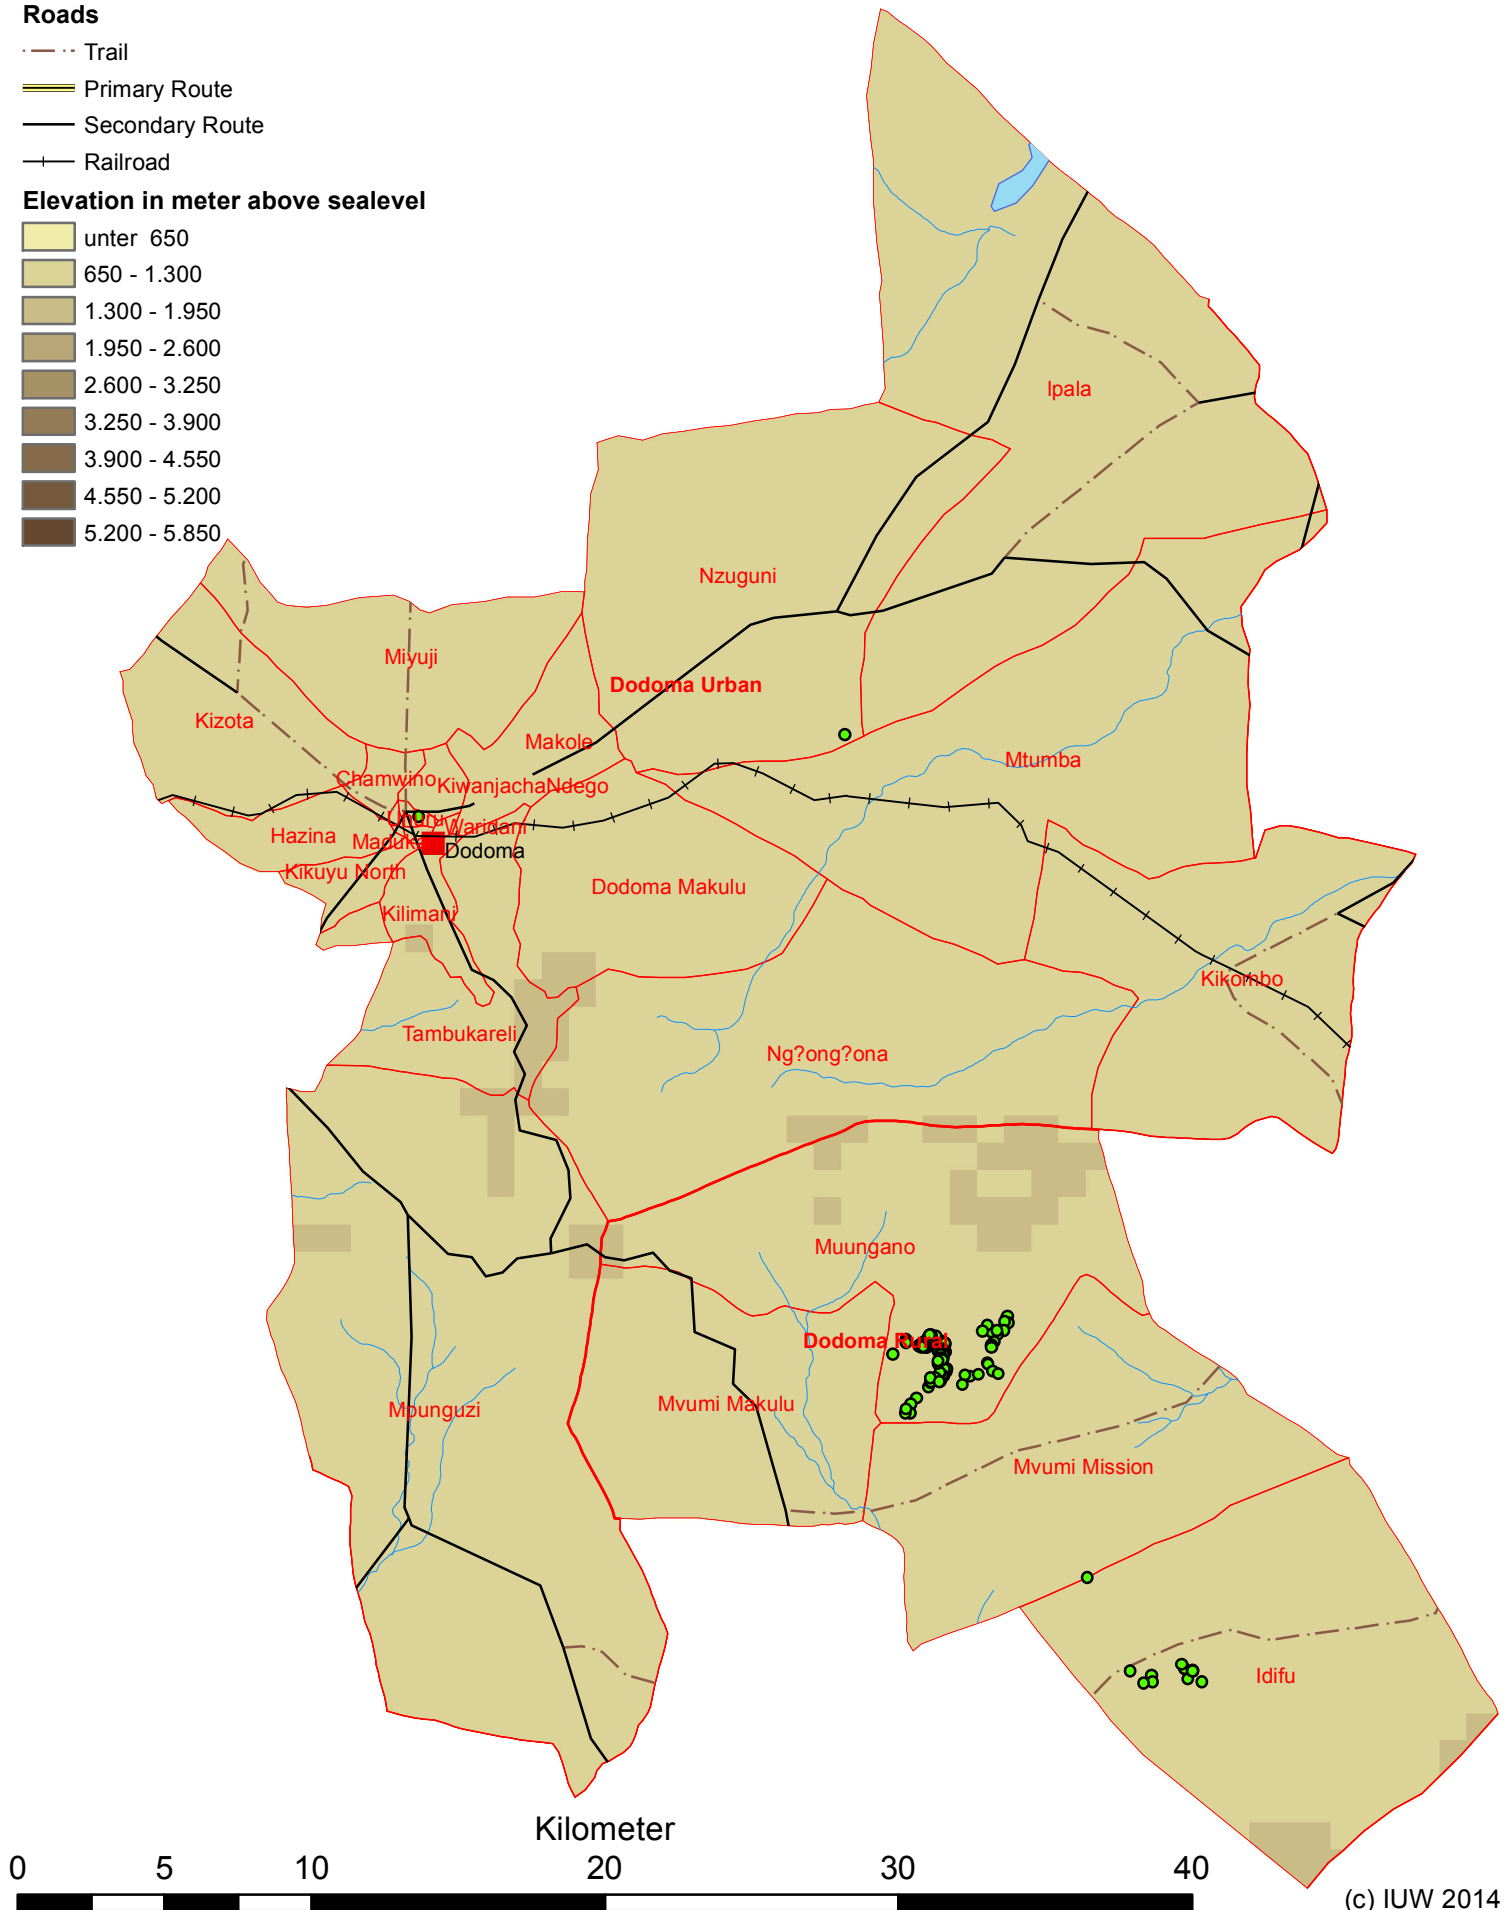 Roads
Trail
Primary Route
Secondary Route
Railroad
Elevation in meter above sealevel
unter 650
650 - 1.300
1.300 - 1.950
1.950 - 2.600
2.600 - 3.250
3.250 - 3.900
3.900 - 4.550
4.550 - 5.200
5.200 - 5.850
Ipala
Nzuguni
Miyuji
Dodoma Urban
Kizota
Makole
Mtumba
Chamwino
KiwanjachaNdego
Uhuru
Waridani
Hazina
Dodoma
Kikuyu North
Dodoma Makulu
Kilimani
Kikombo
Tambukareli
Ng?ong?ona
Muungano
Dodoma Rural
Mvumi Makulu
Mpunguzi
Mvumi Mission
Idifu
Kilometer
0 5 10 20 30 40
(c) IUW 2014